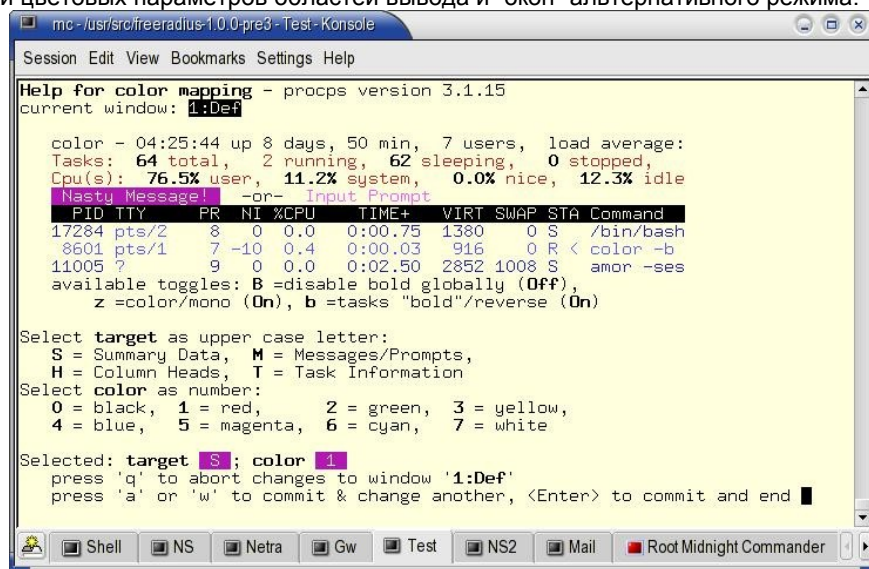 и цветовых параметров областей вывода и "окон" альтернативного режима.
mc - /usr/src/freeradius-1.0.0-pre3 - Test - Konsole
Session Edit View Bookmarks Settings Help
Help for color mapping - procps version 3.1.15
current window: 1:Def
color - 04:25:44 up 8 days, 50 min, 7 users, load average:
Tasks: 64 total, 2 running, 62 sleeping, 0 stopped,
Cpu(s): 76.5% user, 11.2% system, 0.0% nice, 12.3% idle
Nasty Message! -or- Input Prompt
PID TTY PR NI %CPU TIME+ VIRT SWAP STA Command
17284 pts/2 8 0 0.0 0:00.75 1380 0 S /bin/bash
8601 pts/1 7 -10 0.4 0:00.03 916 0 R < color -b
11005 ? 9 0 0.0 0:02.50 2852 1008 S amor -ses
available toggles: B =disable bold globally (Off),
z =color/mono (On), b =tasks "bold"/reverse (On)
Select target as upper case letter:
S = Summary Data, M = Messages/Prompts,
H = Column Heads, T = Task Information
Select color as number:
0 = black, 1 = red, 2 = green, 3 = yellow,
4 = blue, 5 = magenta, 6 = cyan, 7 = white
Selected: target S ; color 1
press 'q' to abort changes to window '1:Def'
press 'a' or 'w' to commit & change another, <Enter> to commit and end
Shell NS Netra Gw Test NS2 Mail Root Midnight Commander